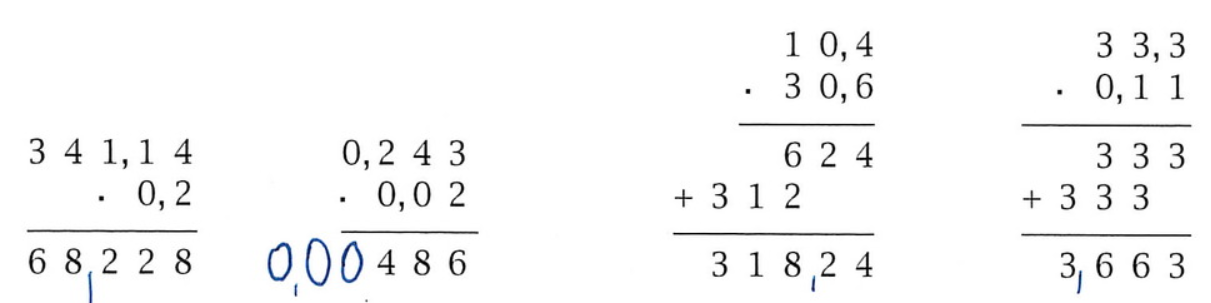 3 4 1,1 4
· 0,2
6 8,2 2 8
0,2 4 3
· 0,0 2
0,00 4 8 6
1 0,4
· 3 0,6
6 2 4
+ 3 1 2
3 1 8,2 4
3 3,3
· 0,1 1
3 3 3
+ 3 3 3
3,6 6 3